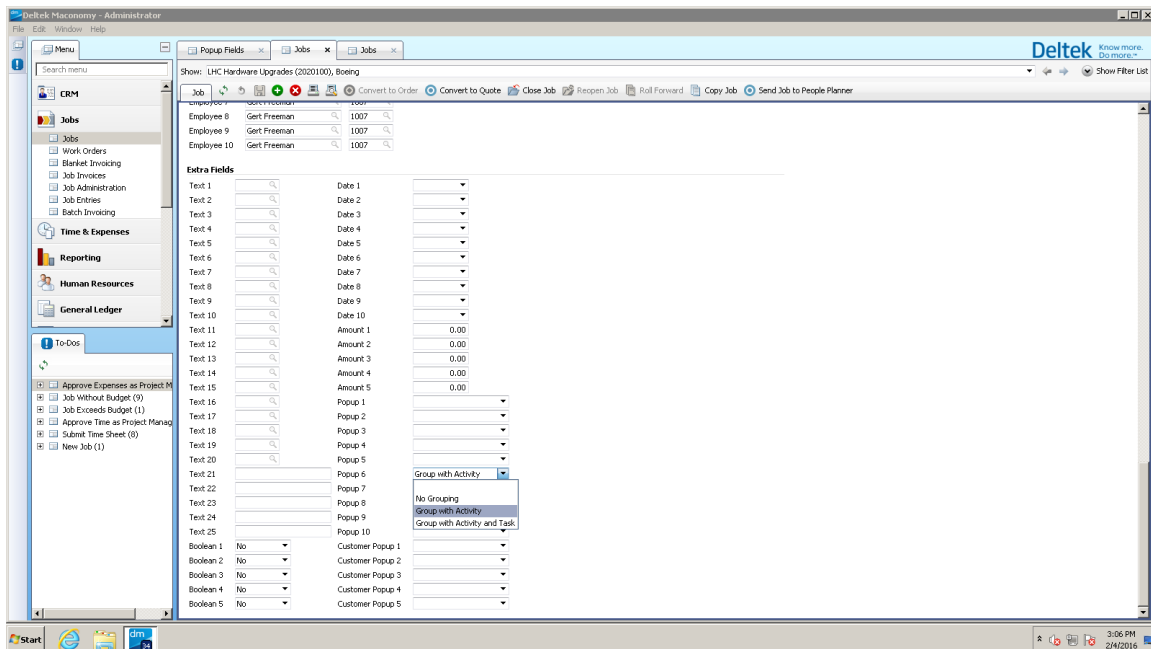 Deltek Maconomy - Administrator
File Edit Window Help
Menu
Search menu
CRM
Jobs
Jobs
Work Orders
Blanket Invoicing
Job Invoices
Job Administration
Job Entries
Batch Invoicing
Time & Expenses
Reporting
Human Resources
General Ledger
To-Dos
Approve Expenses as Project M
Job Without Budget (9)
Job Exceeds Budget (1)
Approve Time as Project Manag
Submit Time Sheet (8)
New Job (1)
Popup Fields Jobs Jobs
Deltek Know more. Do more.™
Show: LHC Hardware Upgrades (2020100), Boeing Show Filter List
Job Convert to Order Convert to Quote Close Job Reopen Job Roll Forward Copy Job Send Job to People Planner
Employee 7 Gert Freeman 1007
Employee 8 Gert Freeman 1007
Employee 9 Gert Freeman 1007
Employee 10 Gert Freeman 1007
Extra Fields
Text 1 Date 1
Text 2 Date 2
Text 3 Date 3
Text 4 Date 4
Text 5 Date 5
Text 6 Date 6
Text 7 Date 7
Text 8 Date 8
Text 9 Date 9
Text 10 Date 10
Text 11 Amount 1 0.00
Text 12 Amount 2 0.00
Text 13 Amount 3 0.00
Text 14 Amount 4 0.00
Text 15 Amount 5 0.00
Text 16 Popup 1
Text 17 Popup 2
Text 18 Popup 3
Text 19 Popup 4
Text 20 Popup 5
Text 21 Popup 6 Group with Activity
Text 22 Popup 7
Text 23 Popup 8 No Grouping
Text 24 Popup 9 Group with Activity
Text 25 Popup 10 Group with Activity and Task
Boolean 1 No Customer Popup 1
Boolean 2 No Customer Popup 2
Boolean 3 No Customer Popup 3
Boolean 4 No Customer Popup 4
Boolean 5 No Customer Popup 5
Start
dm
34
3:06 PM
2/4/2016